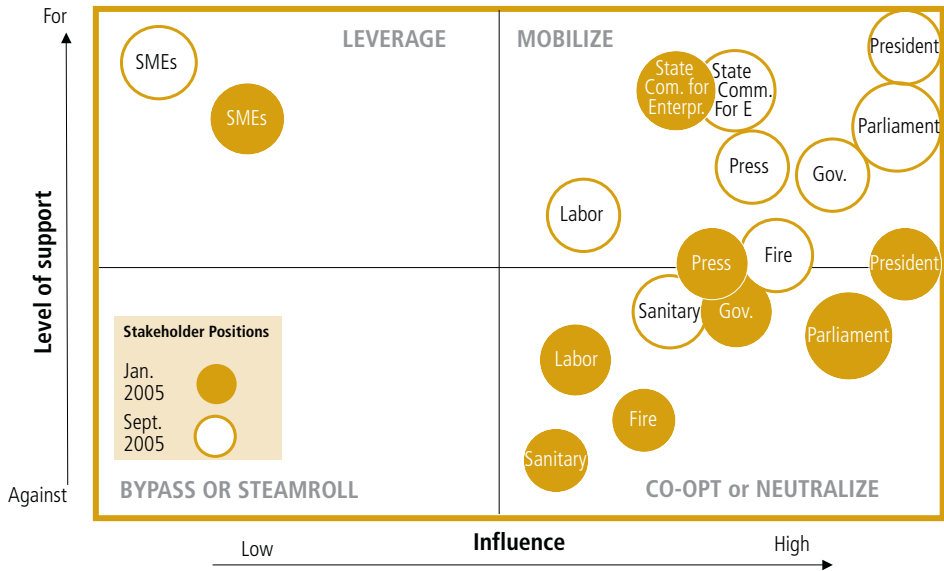 For
LEVERAGE
MOBILIZE
President
SMEs
State
Com. for
Enterpr.
State
Comm.
For E
SMEs
Parliament
Press
Gov.
Labor
Level of support
Press
Fire
President
Sanitary
Gov.
Parliament
Stakeholder Positions
Jan.
2005
Sept.
2005
Labor
Fire
Sanitary
Against
BYPASS OR STEAMROLL
CO-OPT or NEUTRALIZE
Low
Influence
High